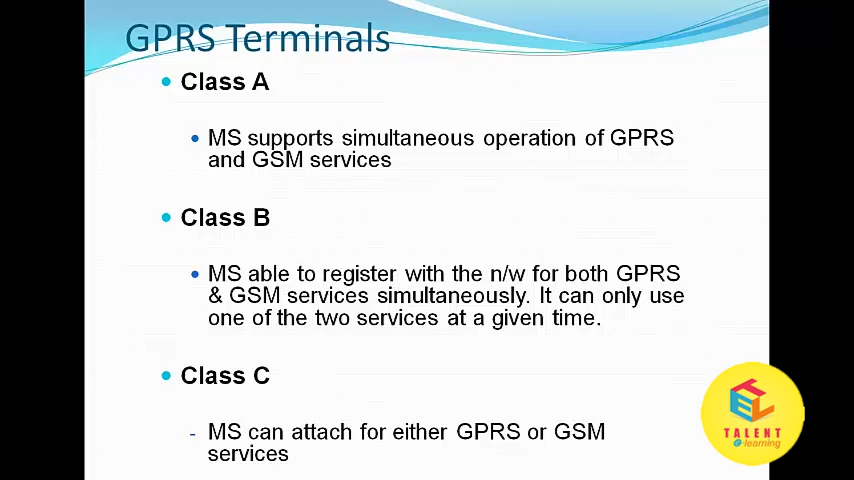 GPRS Terminals
Class A
MS supports simultaneous operation of GPRS
and GSM services
Class B
MS able to register with the n/w for both GPRS
& GSM services simultaneously. It can only use
one of the two services at a given time.
Class C
- MS can attach for either GPRS or GSM
services
TEL
TALENT
e-learning